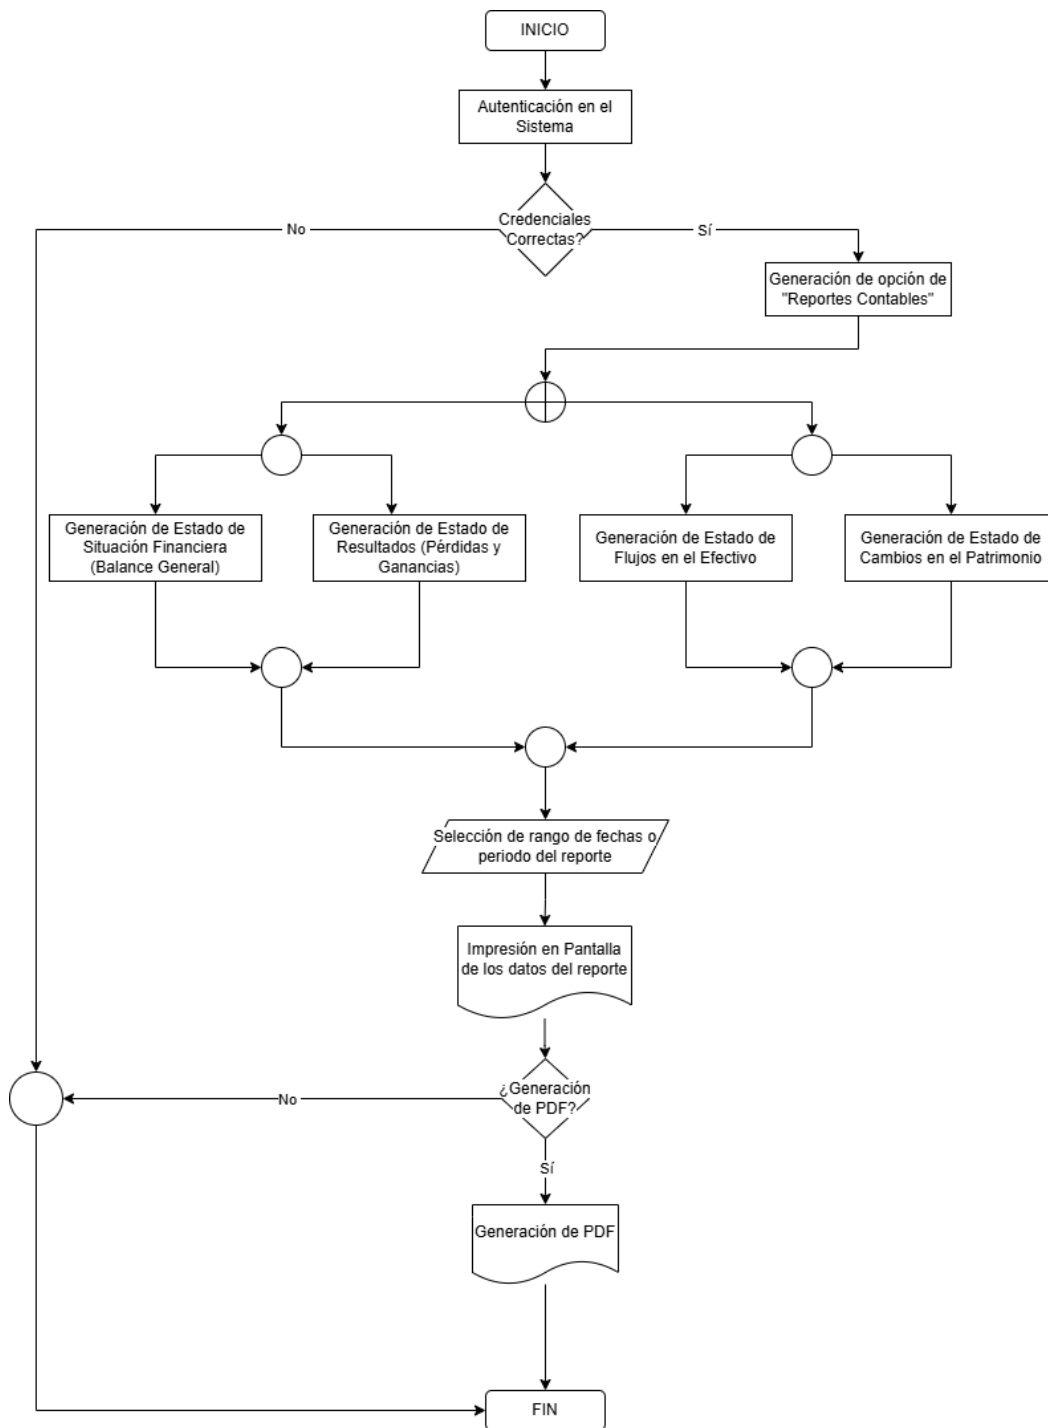 INICIO
Autenticación en el
Sistema
Credenciales
Correctas?
No
Sí
Generación de opción de
"Reportes Contables"
Generación de Estado de
Situación Financiera
(Balance General)
Generación de Estado de
Resultados (Pérdidas y
Ganancias)
Generación de Estado de
Flujos en el Efectivo
Generación de Estado de
Cambios en el Patrimonio
Selección de rango de fechas o
periodo del reporte
Impresión en Pantalla
de los datos del reporte
¿Generación
de PDF?
No
Sí
Generación de PDF
FIN